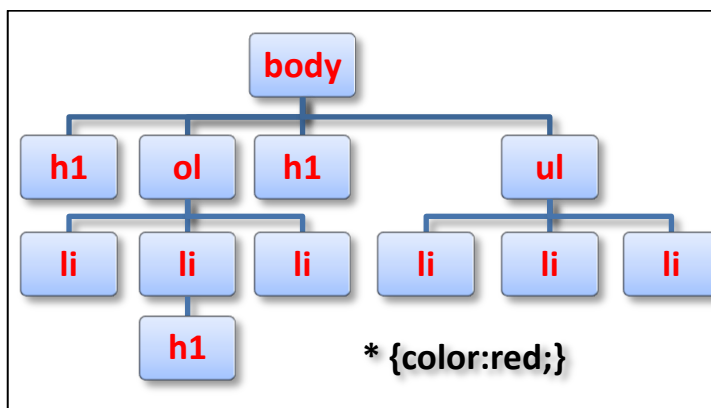 body
h1 ol h1 ul
li li li li li li
h1
* {color:red;}